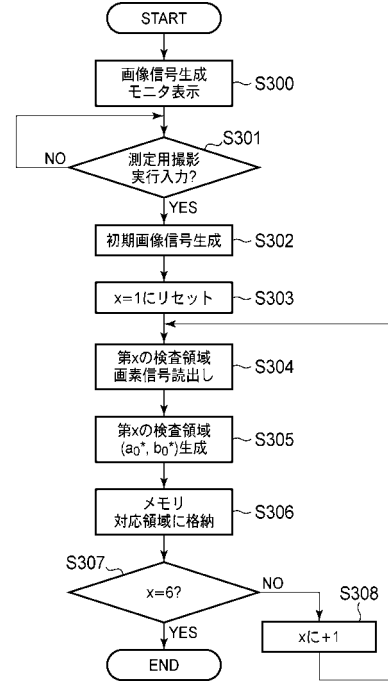 START
画像信号生成
モニタ表示
S300
S301
NO
測定用撮影
実行入力?
YES
初期画像信号生成
S302
x=1にリセット
S303
第xの検査領域
画素信号読出し
S304
第xの検査領域
(a₀*, b₀*)生成
S305
メモリ
対応領域に格納
S306
S307
x=6?
NO
S308
xに+1
YES
END